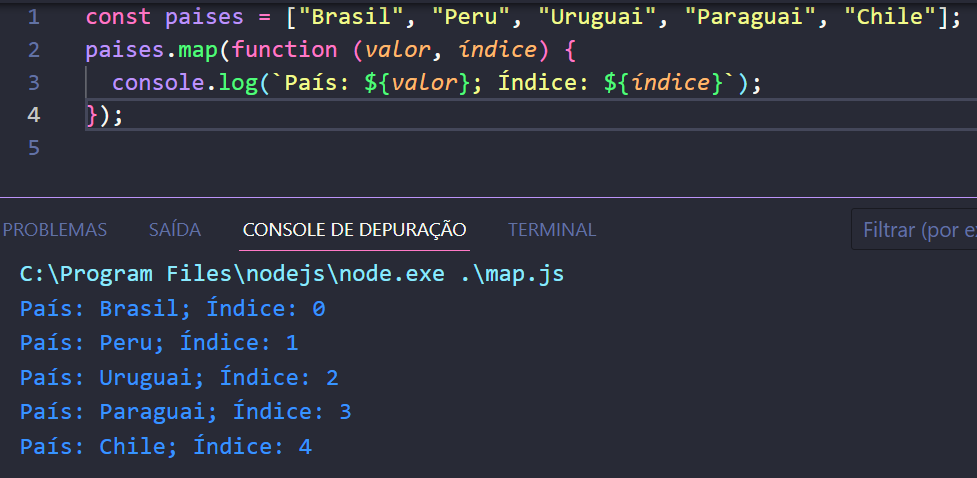 1 const paises = ["Brasil", "Peru", "Uruguai", "Paraguai", "Chile"];
2 paises.map(function (valor, índice) {
3 console.log(`País: ${valor}; Índice: ${índice}`);
4 });
5
PROBLEMAS SAÍDA CONSOLE DE DEPURAÇÃO TERMINAL Filtrar (por ex
C:\Program Files\nodejs\node.exe .\map.js
País: Brasil; Índice: 0
País: Peru; Índice: 1
País: Uruguai; Índice: 2
País: Paraguai; Índice: 3
País: Chile; Índice: 4